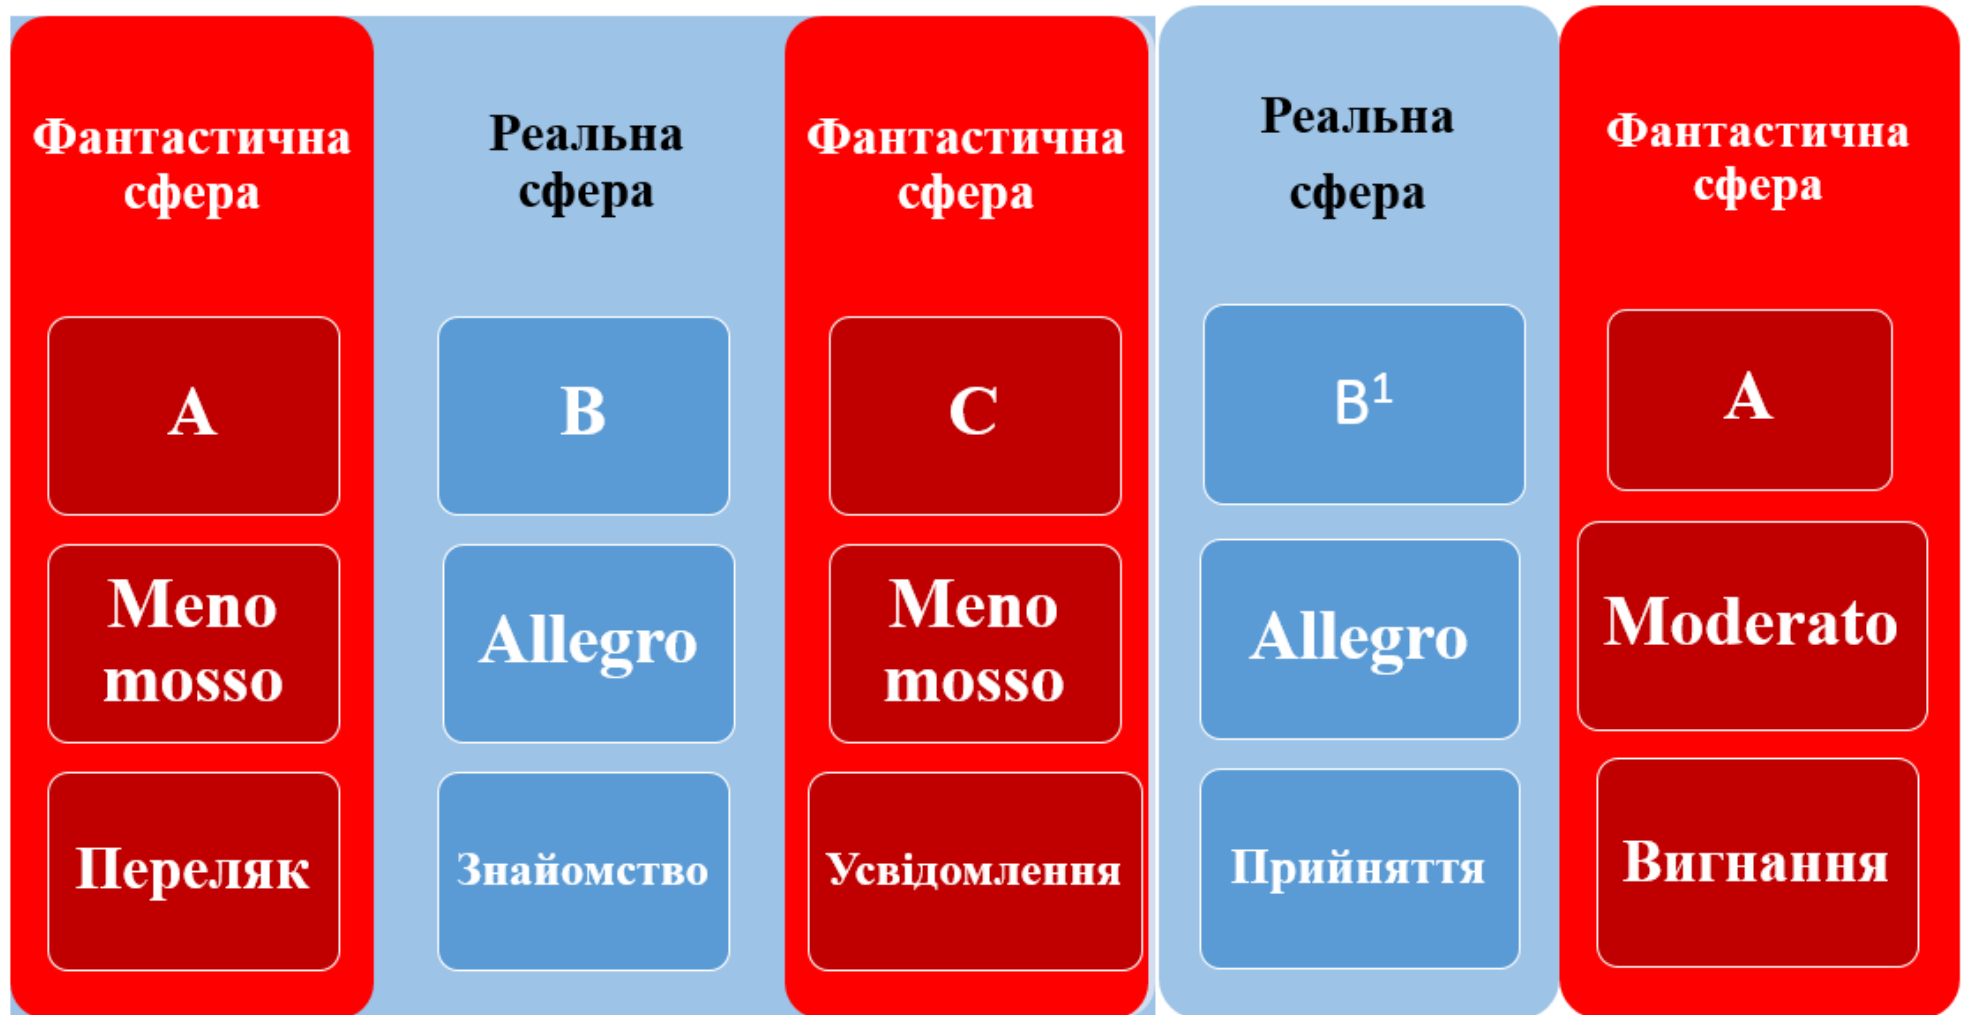 Фантастична
сфера
A
Meno
mosso
Переляк
Реальна
сфера
B
Allegro
Знайомство
Фантастична
сфера
C
Meno
mosso
Усвідомлення
Реальна
сфера
B¹
Allegro
Прийняття
Фантастична
сфера
A
Moderato
Вигнання